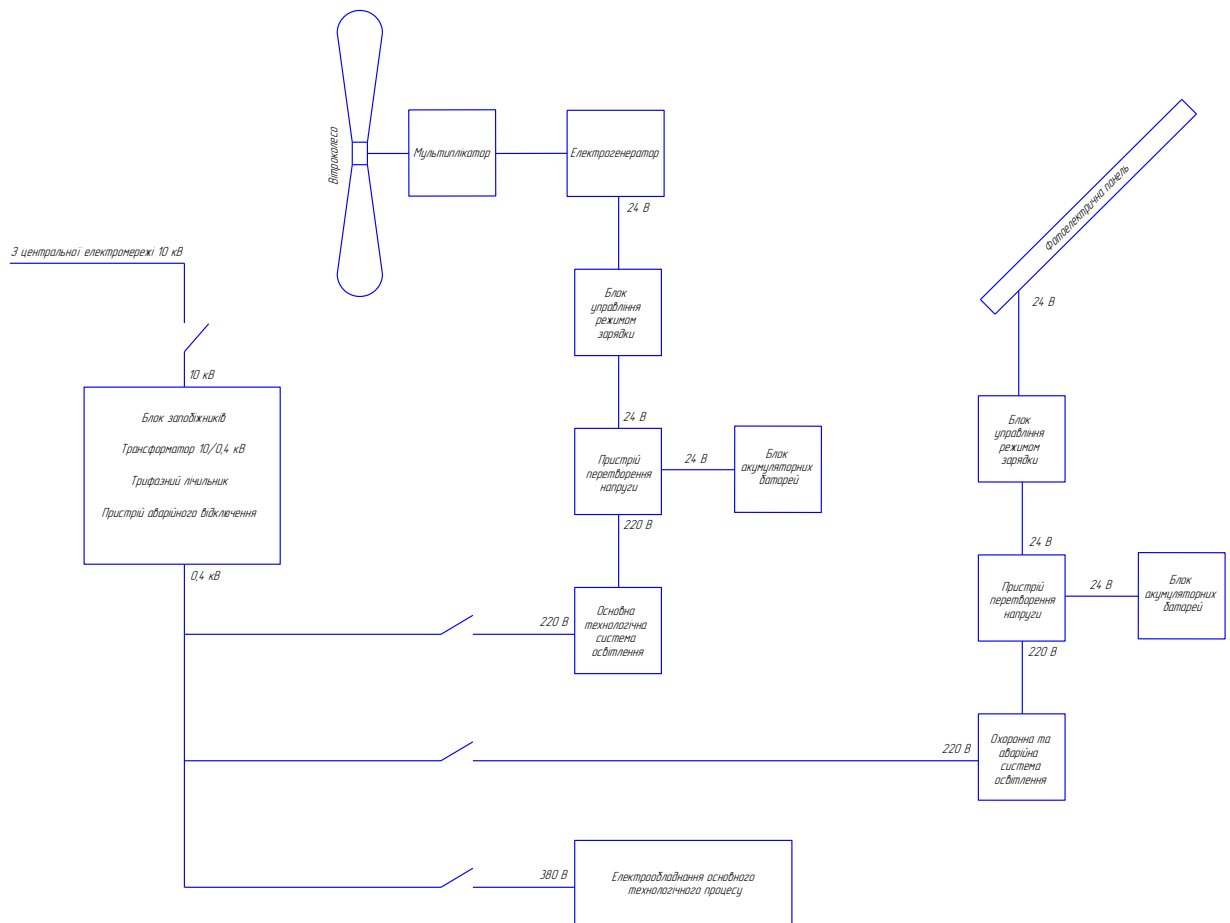 Вітроколесо
Мультиплікатор
Електрогенератор
24 В
Фотоелектрична панель
З центральної електромережі 10 кВ
24 В
Блок
управління
режимом
зарядки
10 кВ
Блок запобіжників
Трансформатор 10/0,4 кВ
Трифазний лічильник
Пристрій аварійного відключення
0,4 кВ
24 В
Пристрій
перетворення
напруги
24 В
Блок
акумуляторних
батарей
220 В
Блок
управління
режимом
зарядки
24 В
Пристрій
перетворення
напруги
24 В
Блок
акумуляторних
батарей
220 В
220 В
Основна
технологічна
система
освітлення
220 В
Охоронна та
аварійна
система
освітлення
380 В
Електрообладнання основного
технологічного процесу